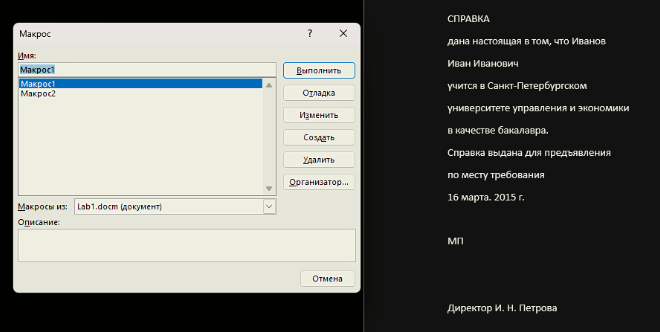 Макрос
?
Имя:
Макрос1
Макрос1
Макрос2
Выполнить
Отладка
Изменить
Создать
Удалить
Организатор...
Макросы из:
Lab1.docm (документ)
Описание:
Отмена
СПРАВКА
дана настоящая в том, что Иванов
Иван Иванович
учится в Санкт-Петербургском
университете управления и экономики
в качестве бакалавра.
Справка выдана для предъявления
по месту требования
16 марта. 2015 г.
МП
Директор И. Н. Петрова